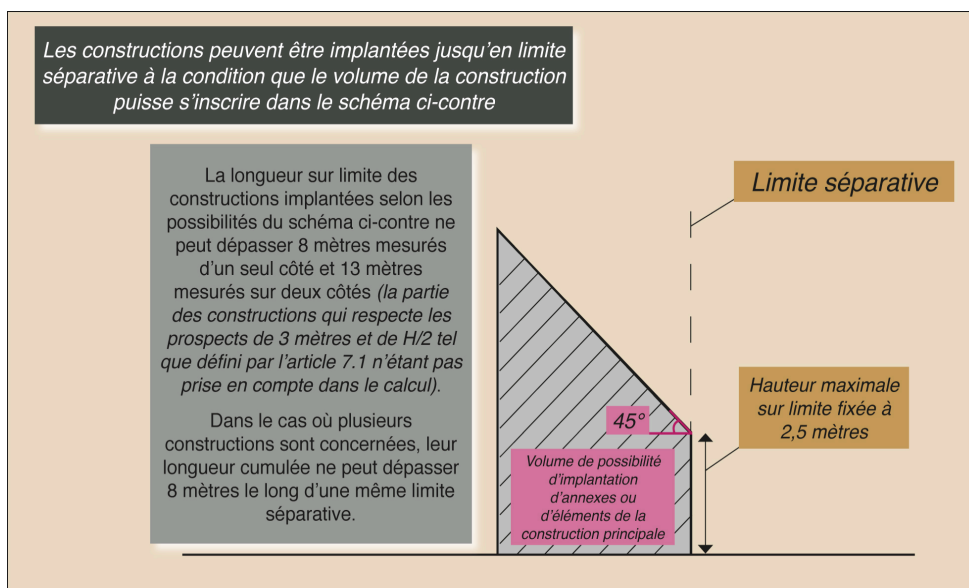 Les constructions peuvent être implantées jusqu'en limite
séparative à la condition que le volume de la construction
puisse s'inscrire dans le schéma ci-contre
La longueur sur limite des
constructions implantées selon les
possibilités du schéma ci-contre ne
peut dépasser 8 mètres mesurés
d'un seul côté et 13 mètres
mesurés sur deux côtés (la partie
des constructions qui respecte les
prospects de 3 mètres et de H/2 tel
que défini par l'article 7.1 n'étant pas
prise en compte dans le calcul).
Dans le cas où plusieurs
constructions sont concernées, leur
longueur cumulée ne peut dépasser
8 mètres le long d'une même limite
séparative.
Limite séparative
Hauteur maximale
sur limite fixée à
2,5 mètres
45°
Volume de possibilité
d'implantation
d'annexes ou
d'éléments de la
construction principale